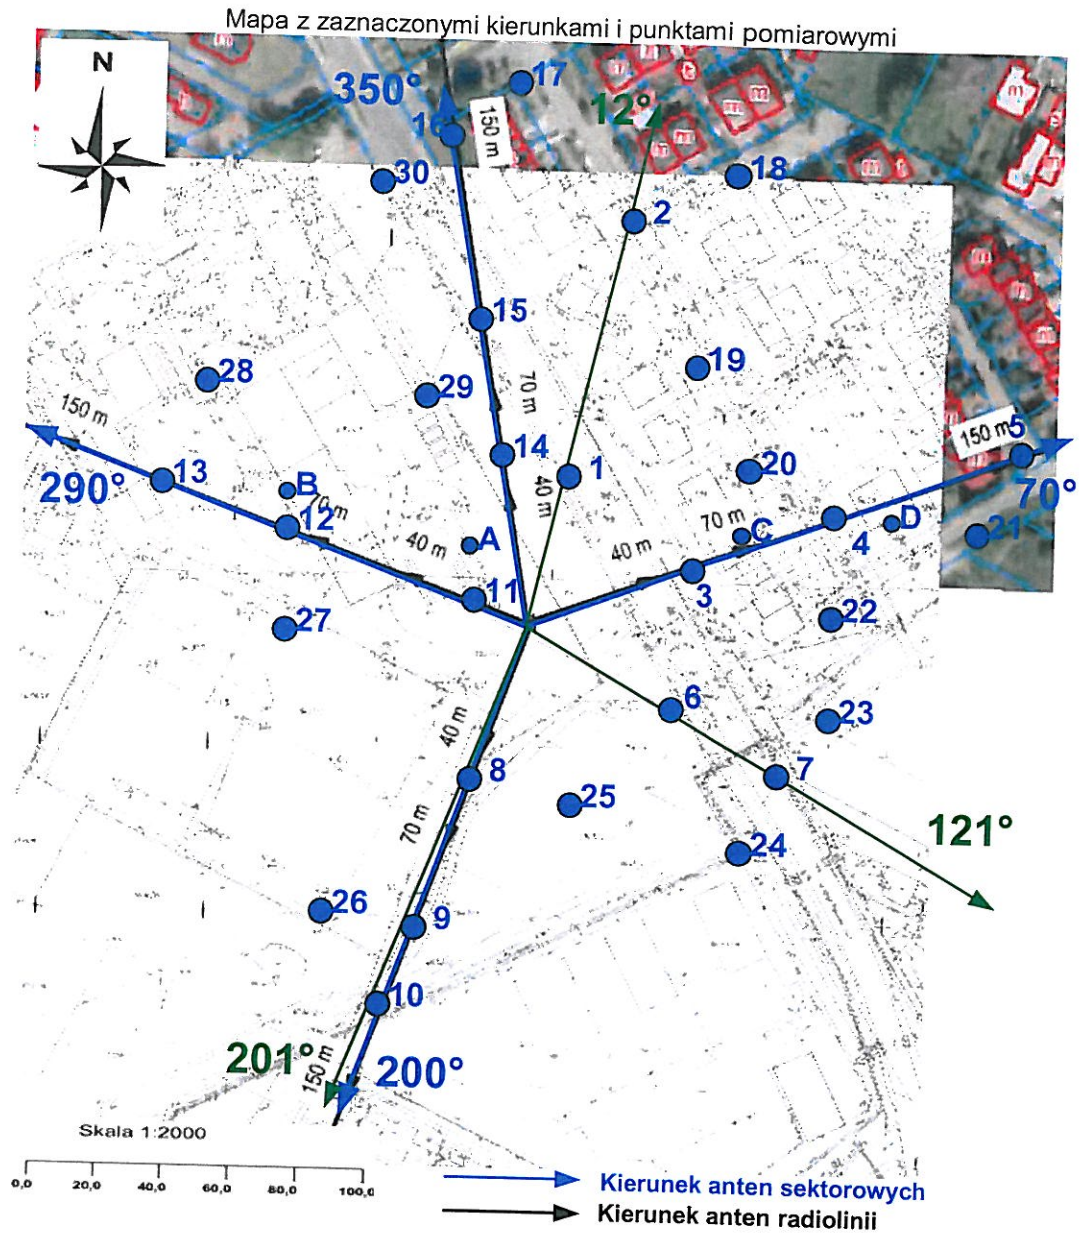 Mapa z zaznaczonymi kierunkami i punktami pomiarowymi
N
350°
17
12°
m
m
m
t
m
m
m
m
m
16
150 m
30
18
2
15
19
28
29
70 m
150 m
150 m
5
13
290°
14
1
20
70°
B
70 m
12
40 m
70 m
C
D
4
21
A
40 m
40 m
11
3
27
22
6
23
40 m
8
7
25
70 m
121°
24
26
9
10
201°
150 m
200°
Skala 1:2000
0,0 20,0 40,0 60,0 80,0 100,0
Kierunek anten sektorowych
Kierunek anten radiolinii